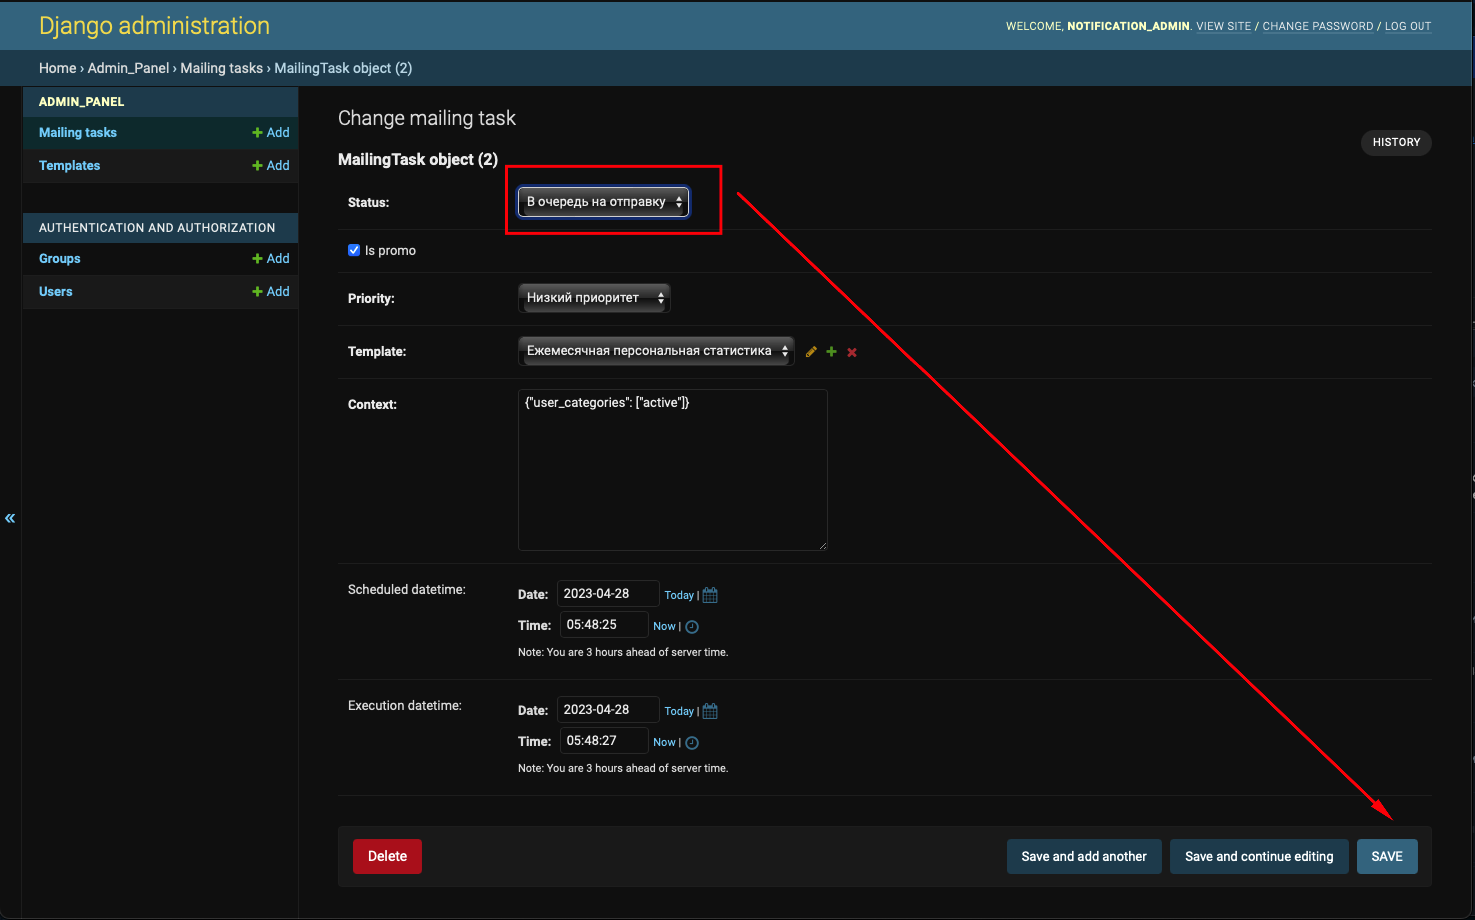 Django administration
WELCOME, NOTIFICATION_ADMIN. VIEW SITE / CHANGE PASSWORD / LOG OUT
Home › Admin_Panel › Mailing tasks › MailingTask object (2)
ADMIN_PANEL
Mailing tasks + Add
Templates + Add
AUTHENTICATION AND AUTHORIZATION
Groups + Add
Users + Add
«
Change mailing task
HISTORY
MailingTask object (2)
Status: В очередь на отправку
Is promo
Priority: Низкий приоритет
Template: Ежемесячная персональная статистика
Context: {"user_categories": ["active"]}
Scheduled datetime:
Date: 2023-04-28 Today |
Time: 05:48:25 Now |
Note: You are 3 hours ahead of server time.
Execution datetime:
Date: 2023-04-28 Today |
Time: 05:48:27 Now |
Note: You are 3 hours ahead of server time.
Delete
Save and add another
Save and continue editing
SAVE